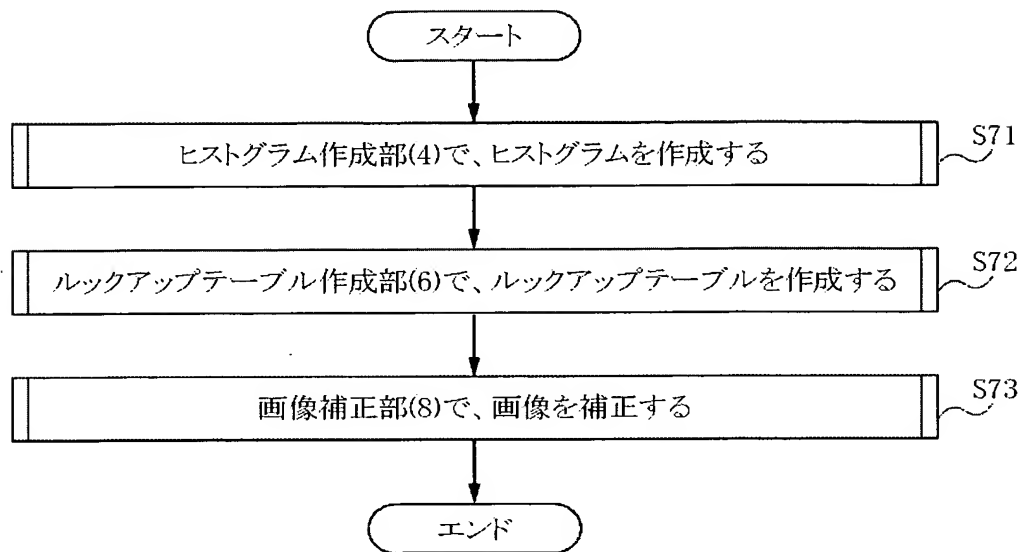 スタート
ヒストグラム作成部(4)で、ヒストグラムを作成する
S71
ルックアップテーブル作成部(6)で、ルックアップテーブルを作成する
S72
画像補正部(8)で、画像を補正する
S73
エンド